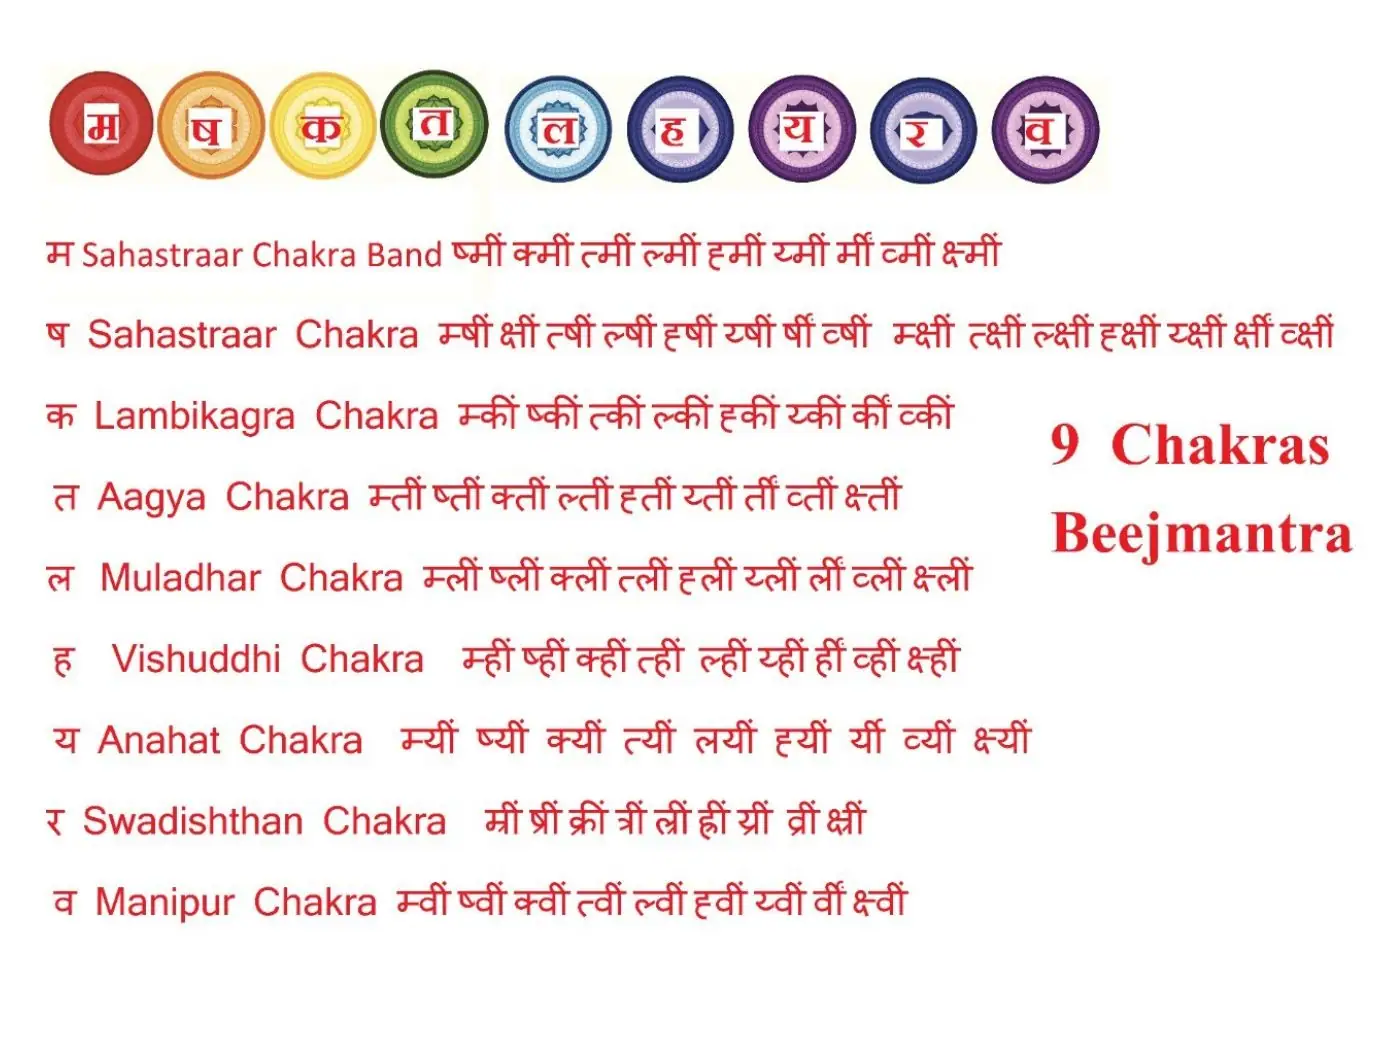 म ष क त ल ह य र व
म Sahastraar Chakra Band ष्मीं क्मीं त्मीं ल्मीं ह्मीं य्मीं र्मीं व्मीं क्ष्मीं
ष Sahastraar Chakra म्षीं क्षीं त्षीं ल्षीं ह्षीं य्षीं र्षीं व्षीं म्क्षीं त्क्षीं ल्क्षीं ह्क्षीं य्क्षीं र्क्षीं व्क्षीं
क Lambikagra Chakra म्कीं ष्कीं त्कीं ल्कीं ह्कीं य्कीं र्कीं व्कीं
9 Chakras
त Aagya Chakra म्तीं ष्तीं क्तीं ल्तीं ह्तीं य्तीं र्तीं व्तीं क्ष्तीं
Beejmantra
ल Muladhar Chakra म्लीं ष्लीं क्लीं त्लीं ह्लीं य्लीं र्लीं व्लीं क्ष्लीं
ह Vishuddhi Chakra म्हीं ष्हीं क्हीं त्हीं ल्हीं य्हीं र्हीं व्हीं क्ष्हीं
य Anahat Chakra म्यीं ष्यीं क्यीं त्यीं लयीं ह्यीं र्यी व्यीं क्ष्यीं
र Swadishthan Chakra म्रीं ष्रीं क्रीं त्रीं ल्रीं ह्रीं य्रीं व्रीं क्ष्रीं
व Manipur Chakra म्वीं ष्वीं क्वीं त्वीं ल्वीं ह्वीं य्वीं र्वीं क्ष्वीं